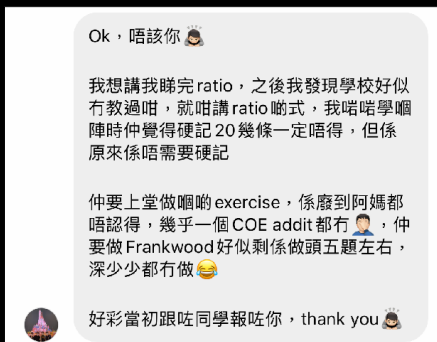 Ok,唔該你🙇🏻‍♂️
我想講我睇完ratio,之後我發現學校好似
冇教過咁,就咁講ratio啲式,我啱啱學嗰
陣時仲覺得硬記20幾條一定唔得,但係
原來係唔需要硬記
仲要上堂做嗰啲exercise,係廢到阿媽都
唔認得,幾乎一個COE addit都冇🤦🏻‍♂️,仲
要做Frankwood好似剩係做頭五題左右,
深少少都冇做😂
好彩當初跟咗同學報咗你,thank you🙇🏻‍♂️